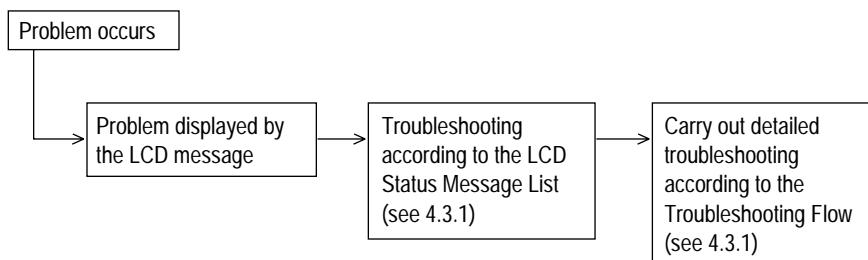 Problem occurs
Problem displayed by
the LCD message
Troubleshooting
according to the LCD
Status Message List
(see 4.3.1)
Carry out detailed
troubleshooting
according to the
Troubleshooting Flow
(see 4.3.1)